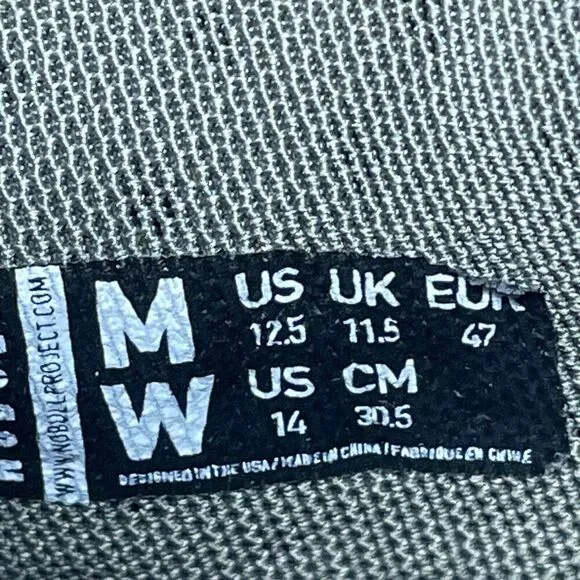 WWW.NOBULLPROJECT.COM
M
W
US UK EUR
12.5 11.5 47
US CM
14 30.5
DESIGNED IN THE USA / MADE IN CHINA / FABRIQUE EN CHINE